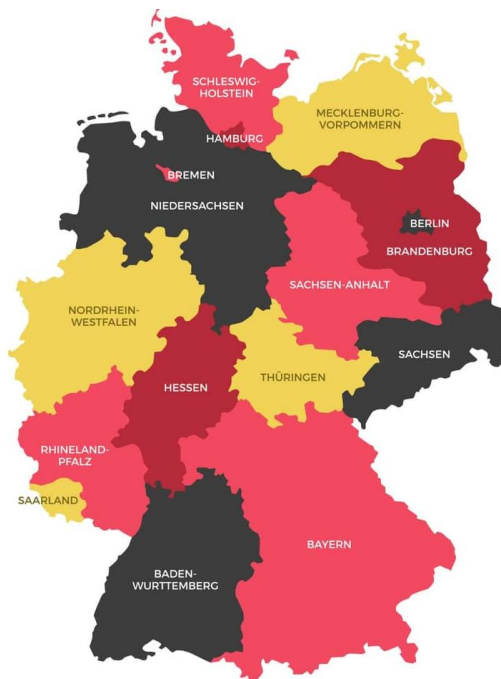 SCHLESWIG-
HOLSTEIN
MECKLENBURG-
VORPOMMERN
HAMBURG
BREMEN
NIEDERSACHSEN
BERLIN
BRANDENBURG
SACHSEN-ANHALT
NORDRHEIN-
WESTFALEN
SACHSEN
THÜRINGEN
HESSEN
RHINELAND-
PFALZ
SAARLAND
BAYERN
BADEN-
WURTTEMBERG